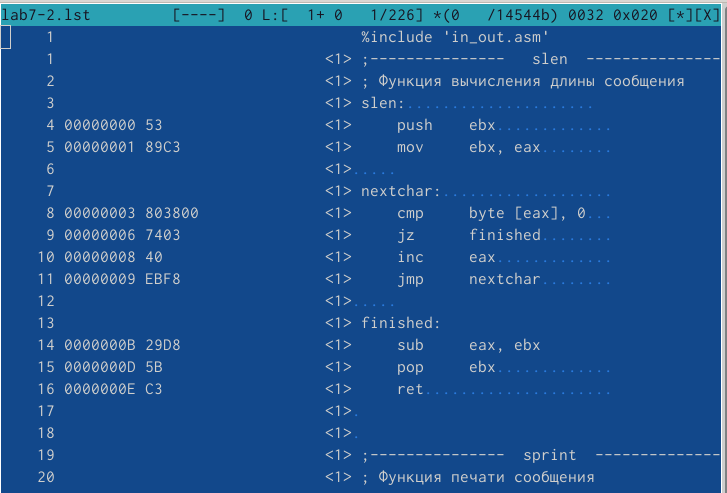 lab7-2.lst [----] 0 L:[ 1+ 0 1/226] *(0 /14544b) 0032 0x020 [*][X]
1 %include 'in_out.asm'
1 <1> ;--------------- slen ---------------
2 <1> ; Функция вычисления длины сообщения
3 <1> slen:.....................
4 00000000 53 <1> push ebx.............
5 00000001 89C3 <1> mov ebx, eax........
6 <1>.....
7 <1> nextchar:...................
8 00000003 803800 <1> cmp byte [eax], 0...
9 00000006 7403 <1> jz finished........
10 00000008 40 <1> inc eax.............
11 00000009 EBF8 <1> jmp nextchar........
12 <1>.....
13 <1> finished:
14 0000000B 29D8 <1> sub eax, ebx
15 0000000D 5B <1> pop ebx.............
16 0000000E C3 <1> ret.....................
17 <1>.
18 <1>.
19 <1> ;--------------- sprint --------------
20 <1> ; Функция печати сообщения